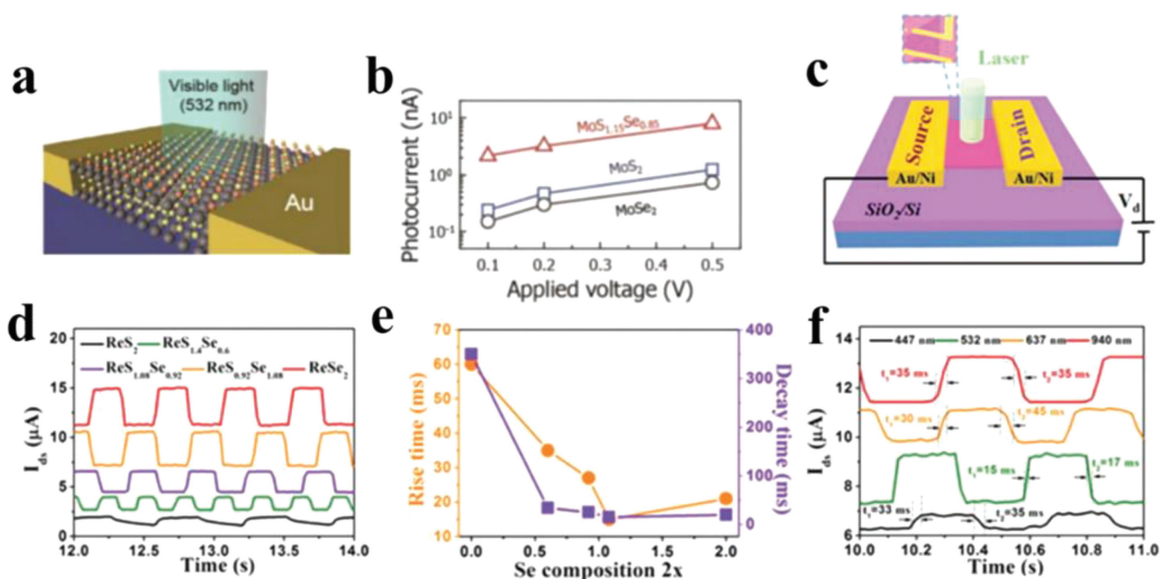 a
Visible light
(532 nm)
Au
b
Photocurrent (nA)
10¹
10⁰
10⁻¹
MoS₁.₁₅Se₀.₈₅
MoS₂
MoSe₂
0.1 0.2 0.3 0.4 0.5
Applied voltage (V)
c
Laser
Source
Drain
Au/Ni
Au/Ni
SiO₂/Si
V_d
d
I_ds (μA)
20
15
10
5
0
ReS₂ ReS₁.₄Se₀.₆
ReS₁.₀₈Se₀.₉₂ ReS₀.₉₂Se₁.₀₈ ReSe₂
12.0 12.5 13.0 13.5 14.0
Time (s)
e
Rise time (ms)
70
60
50
40
30
20
10
400
300
200
100
0
Decay time (ms)
0.0 0.5 1.0 1.5 2.0
Se composition 2x
f
I_ds (μA)
14
12
10
8
6
447 nm 532 nm 637 nm 940 nm
t₁=35 ms
t₂=35 ms
t₁=30 ms
t₂=45 ms
t₁=15 ms
t₂=17 ms
t₁=33 ms
t₂=35 ms
10.0 10.2 10.4 10.6 10.8 11.0
Time (s)